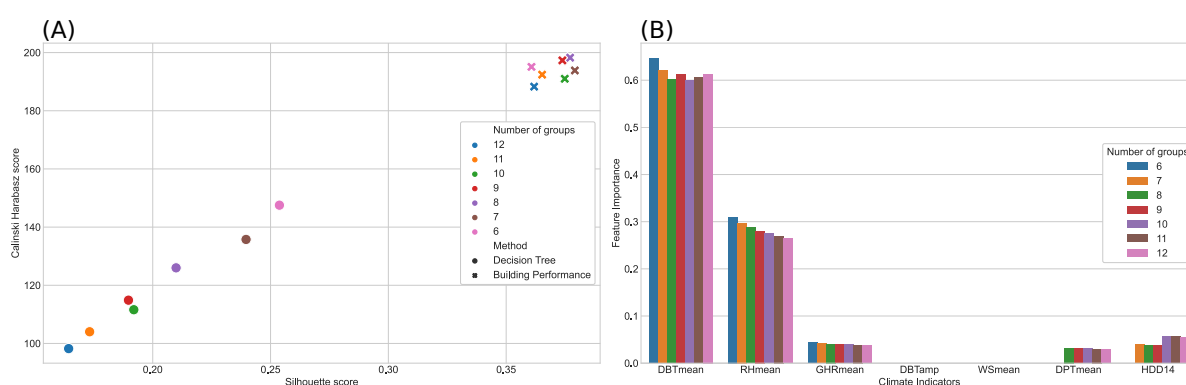 (A)
200
180
160
140
120
100
Calinski Harabasz score
0.20
0.25
0.30
0.35
Silhouette score
Number of groups
12
11
10
9
8
7
6
Method
Decision Tree
Building Performance
(B)
0.6
0.5
0.4
0.3
0.2
0.1
0.0
Feature Importance
DBTmean
RHmean
GHRmean
DBTamp
WSmean
DPTmean
HDD14
Climate Indicators
Number of groups
6
7
8
9
10
11
12